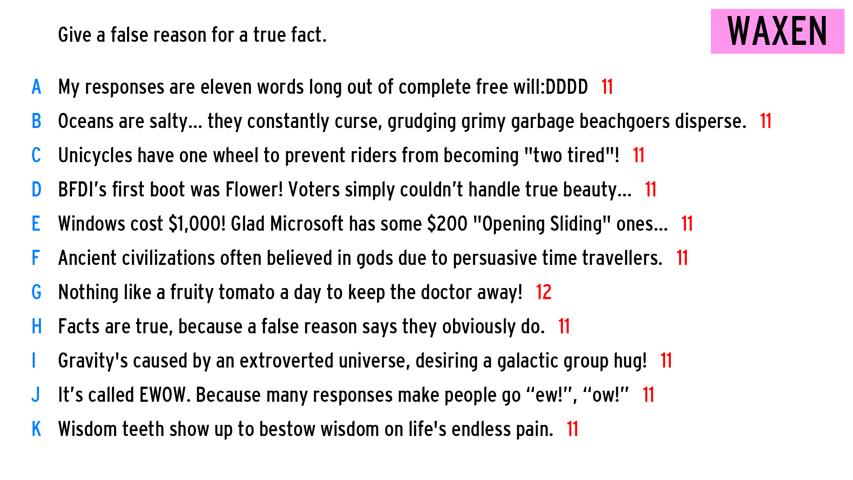 Give a false reason for a true fact.
WAXEN
A My responses are eleven words long out of complete free will:DDDD 11
B Oceans are salty... they constantly curse, grudging grimy garbage beachgoers disperse. 11
C Unicycles have one wheel to prevent riders from becoming "two tired"! 11
D BFDI's first boot was Flower! Voters simply couldn't handle true beauty... 11
E Windows cost $1,000! Glad Microsoft has some $200 "Opening Sliding" ones... 11
F Ancient civilizations often believed in gods due to persuasive time travellers. 11
G Nothing like a fruity tomato a day to keep the doctor away! 12
H Facts are true, because a false reason says they obviously do. 11
I Gravity's caused by an extroverted universe, desiring a galactic group hug! 11
J It's called EWOW. Because many responses make people go “ew!”, “ow!” 11
K Wisdom teeth show up to bestow wisdom on life's endless pain. 11